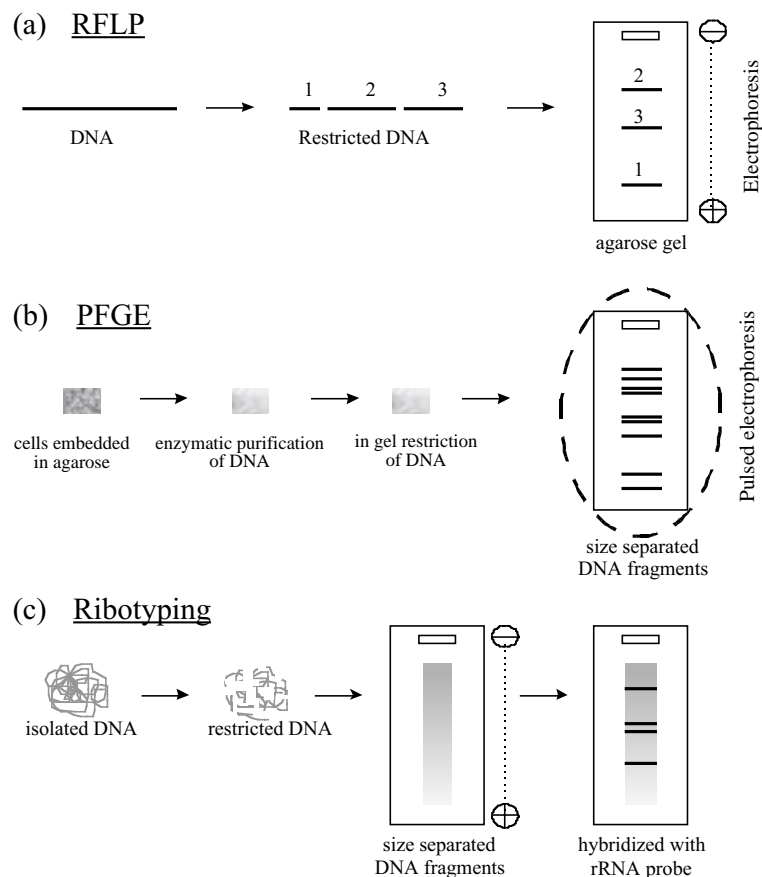 (a) RFLP
1 2 3
DNA
Restricted DNA
2
3
1
agarose gel
Electrophoresis
(b) PFGE
cells embedded
in agarose
enzymatic purification
of DNA
in gel restriction
of DNA
size separated
DNA fragments
Pulsed electrophoresis
(c) Ribotyping
isolated DNA
restricted DNA
size separated
DNA fragments
hybridized with
rRNA probe